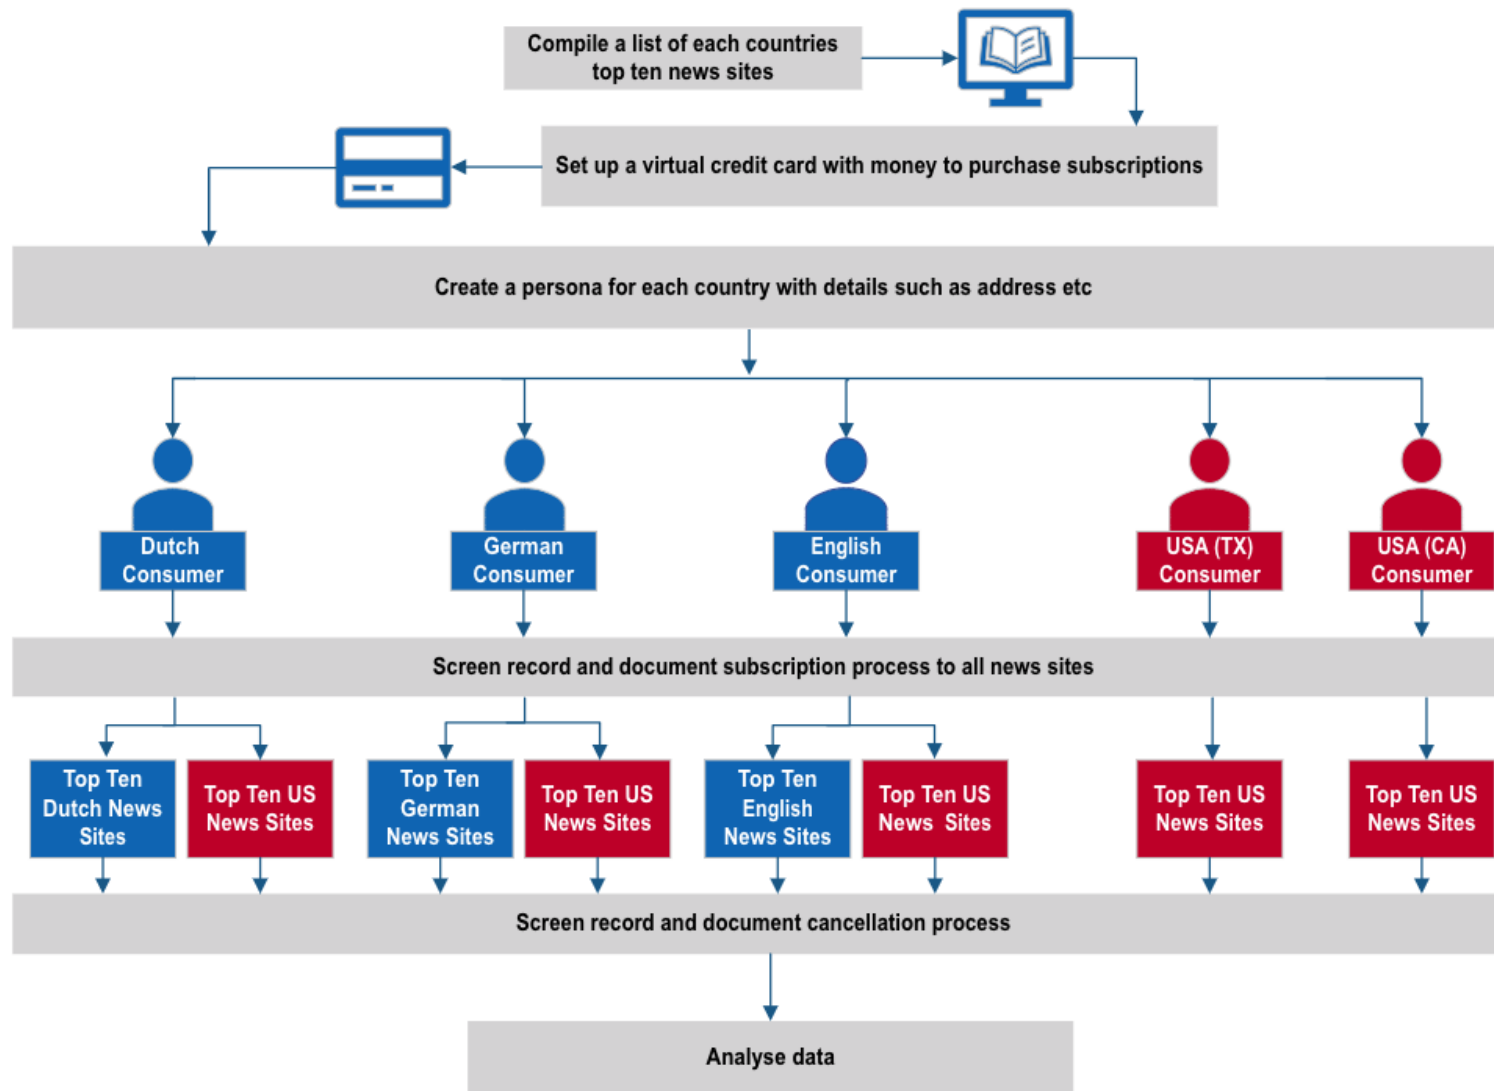 Compile a list of each countries
top ten news sites
Set up a virtual credit card with money to purchase subscriptions
Create a persona for each country with details such as address etc
Dutch
Consumer
German
Consumer
English
Consumer
USA (TX)
Consumer
USA (CA)
Consumer
Screen record and document subscription process to all news sites
Top Ten
Dutch News
Sites
Top Ten US
News Sites
Top Ten
German
News Sites
Top Ten US
News Sites
Top Ten
English
News Sites
Top Ten US
News Sites
Top Ten US
News Sites
Top Ten US
News Sites
Screen record and document cancellation process
Analyse data